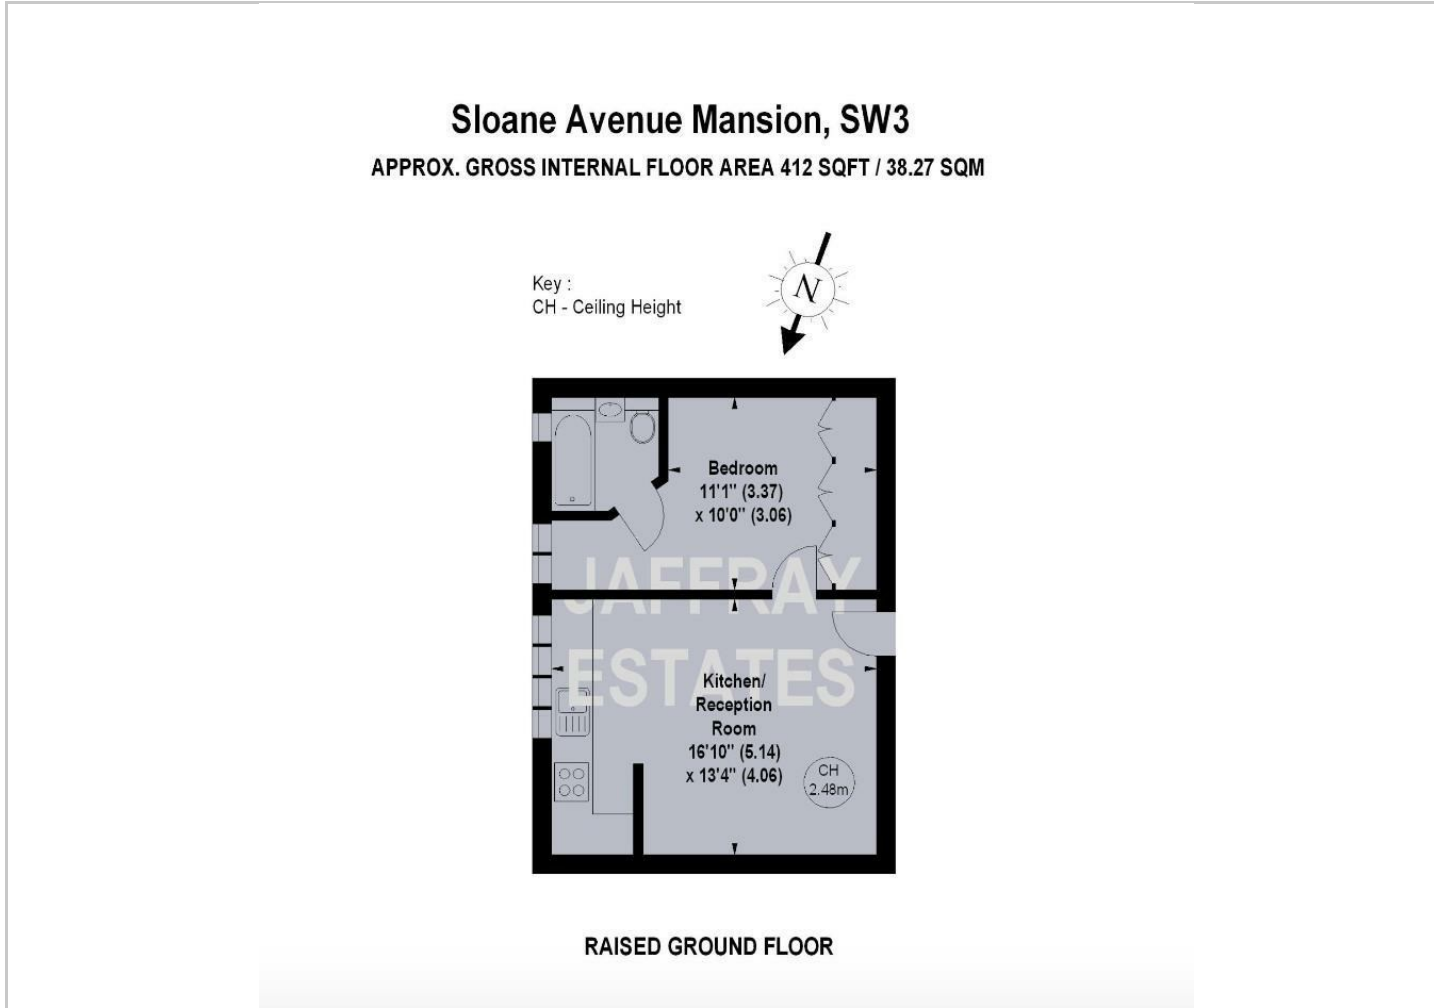 Sloane Avenue Mansion, SW3
APPROX. GROSS INTERNAL FLOOR AREA 412 SQFT / 38.27 SQM
Key :
CH - Ceiling Height
N
Bedroom
11'1" (3.37)
x 10'0" (3.06)
JAFFRAY
ESTATES
Kitchen/
Reception
Room
16'10" (5.14)
x 13'4" (4.06)
CH
2.48m
RAISED GROUND FLOOR